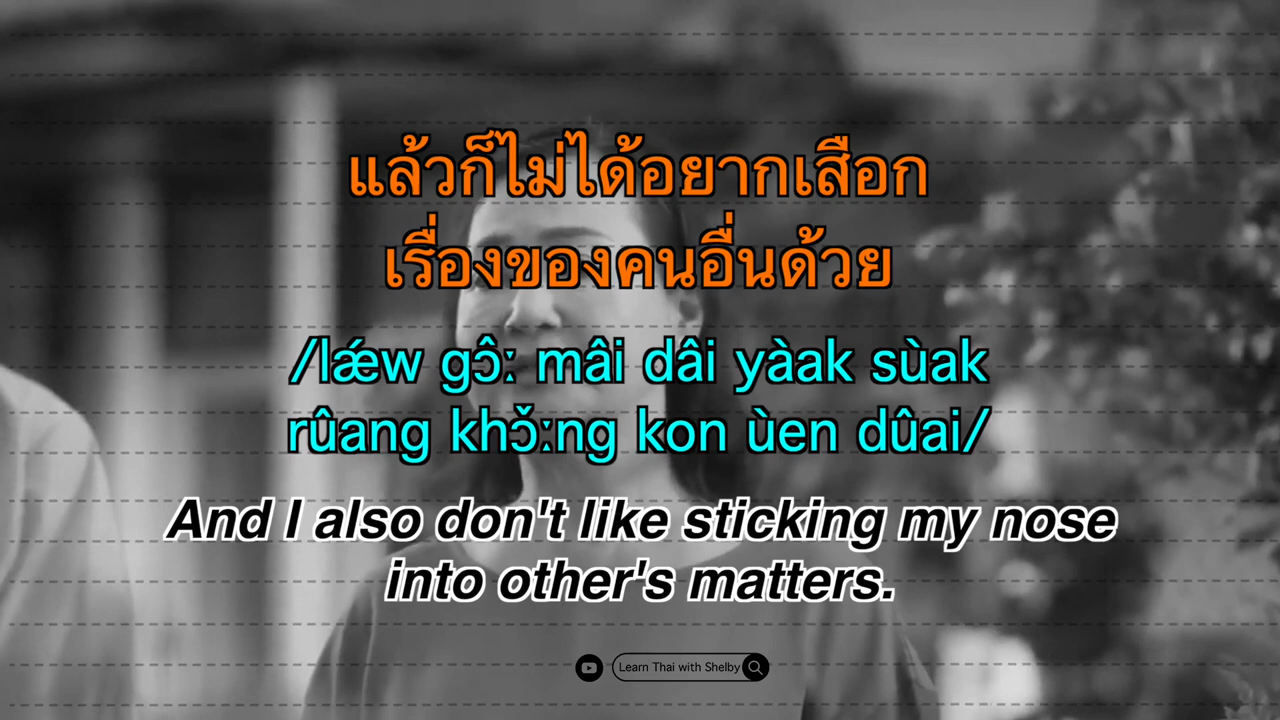 แล้วก็ไม่ได้อยากเสือก
เรื่องของคนอื่นด้วย
/lǽw gɔ̂ː mâi dâi yàak sùak
rûang khɔ̌ːng kon ùen dûai/
And I also don't like sticking my nose
into other's matters.
Learn Thai with Shelby